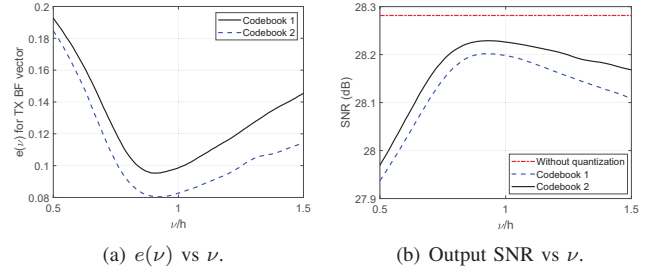 0.2
0.18
0.16
0.14
0.12
0.1
0.08
e(ν) for TX BF vector
Codebook 1
Codebook 2
0.5
1
1.5
ν/h
(a) e(ν) vs ν.
28.3
28.2
28.1
28
27.9
SNR (dB)
Without quantization
Codebook 1
Codebook 2
0.5
1
1.5
ν/h
(b) Output SNR vs ν.